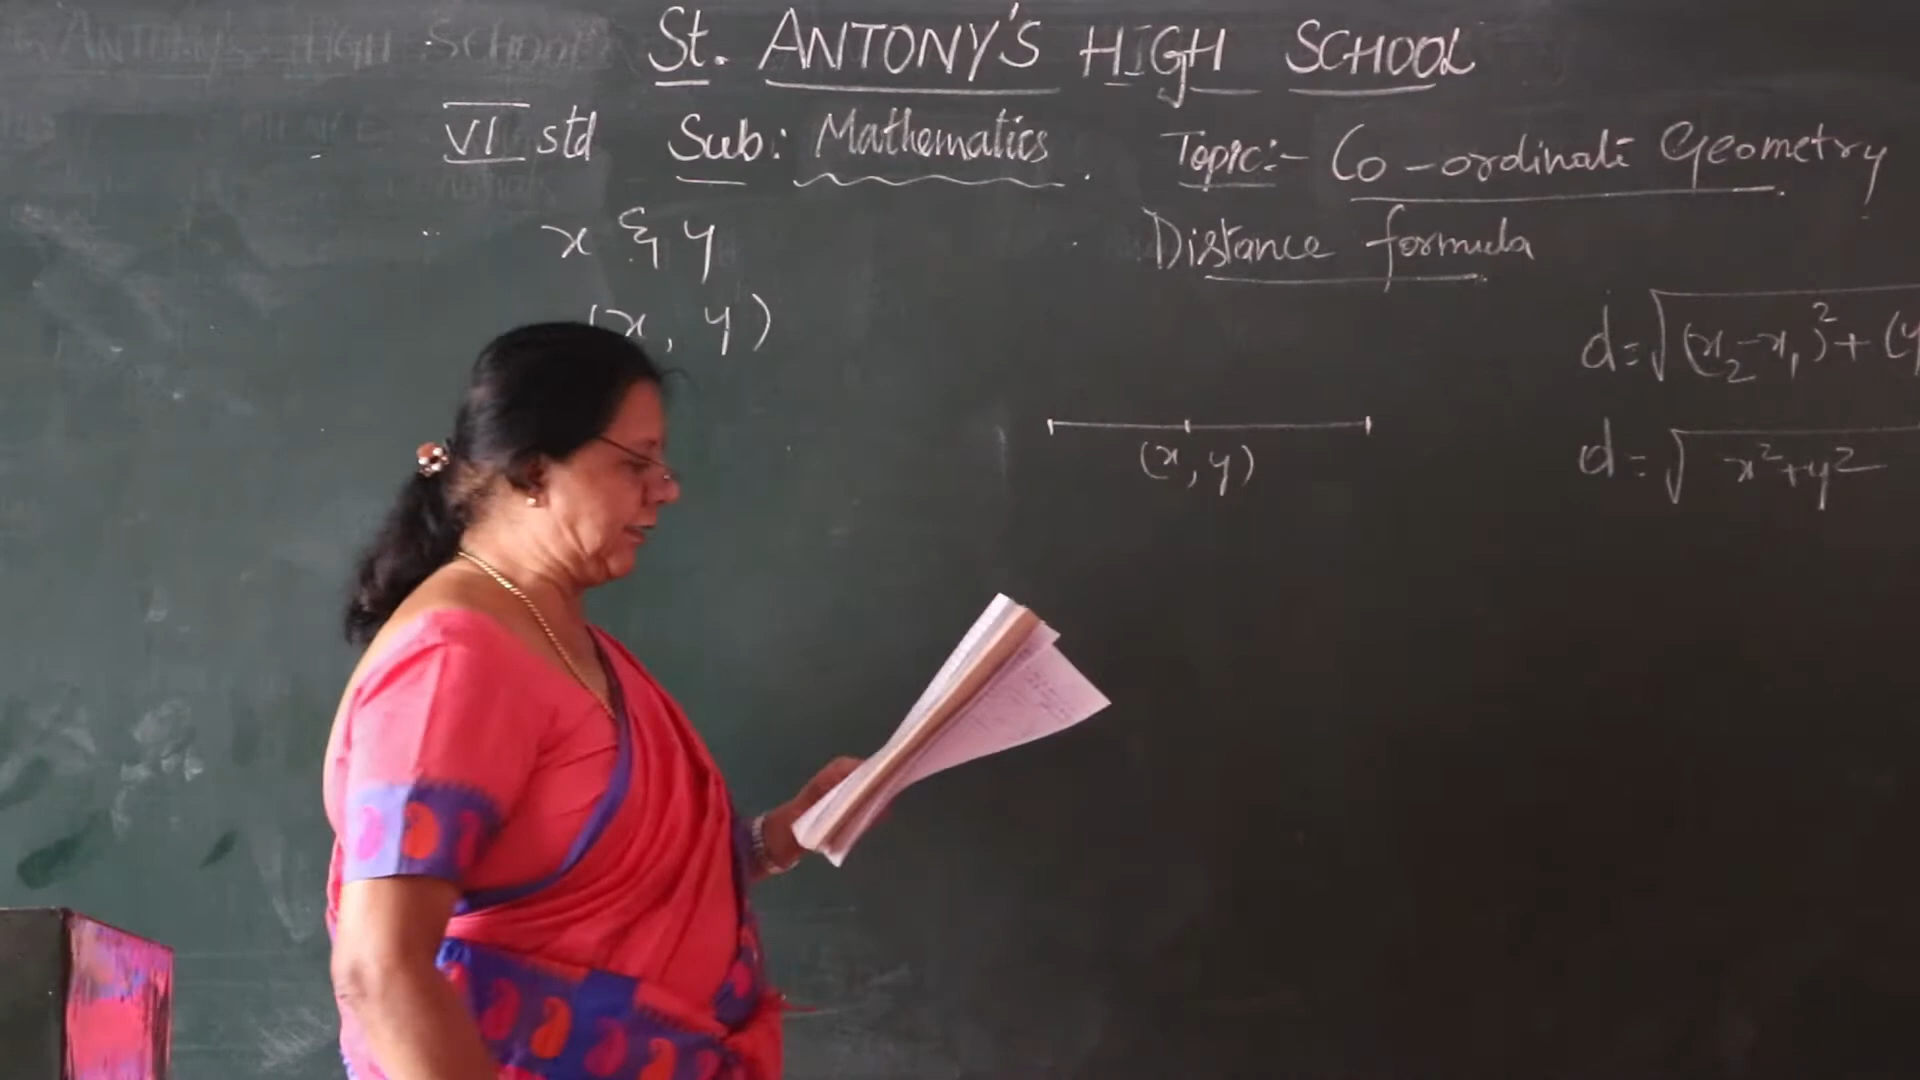 St. ANTONY'S HIGH SCHOOL
VI std Sub: Mathematics. Topic:- Co-ordinate Geometry
x & y
Distance formula
(x, y)
d=√(x₂-x₁)²+(y
(x, y)
d=√x²+y²